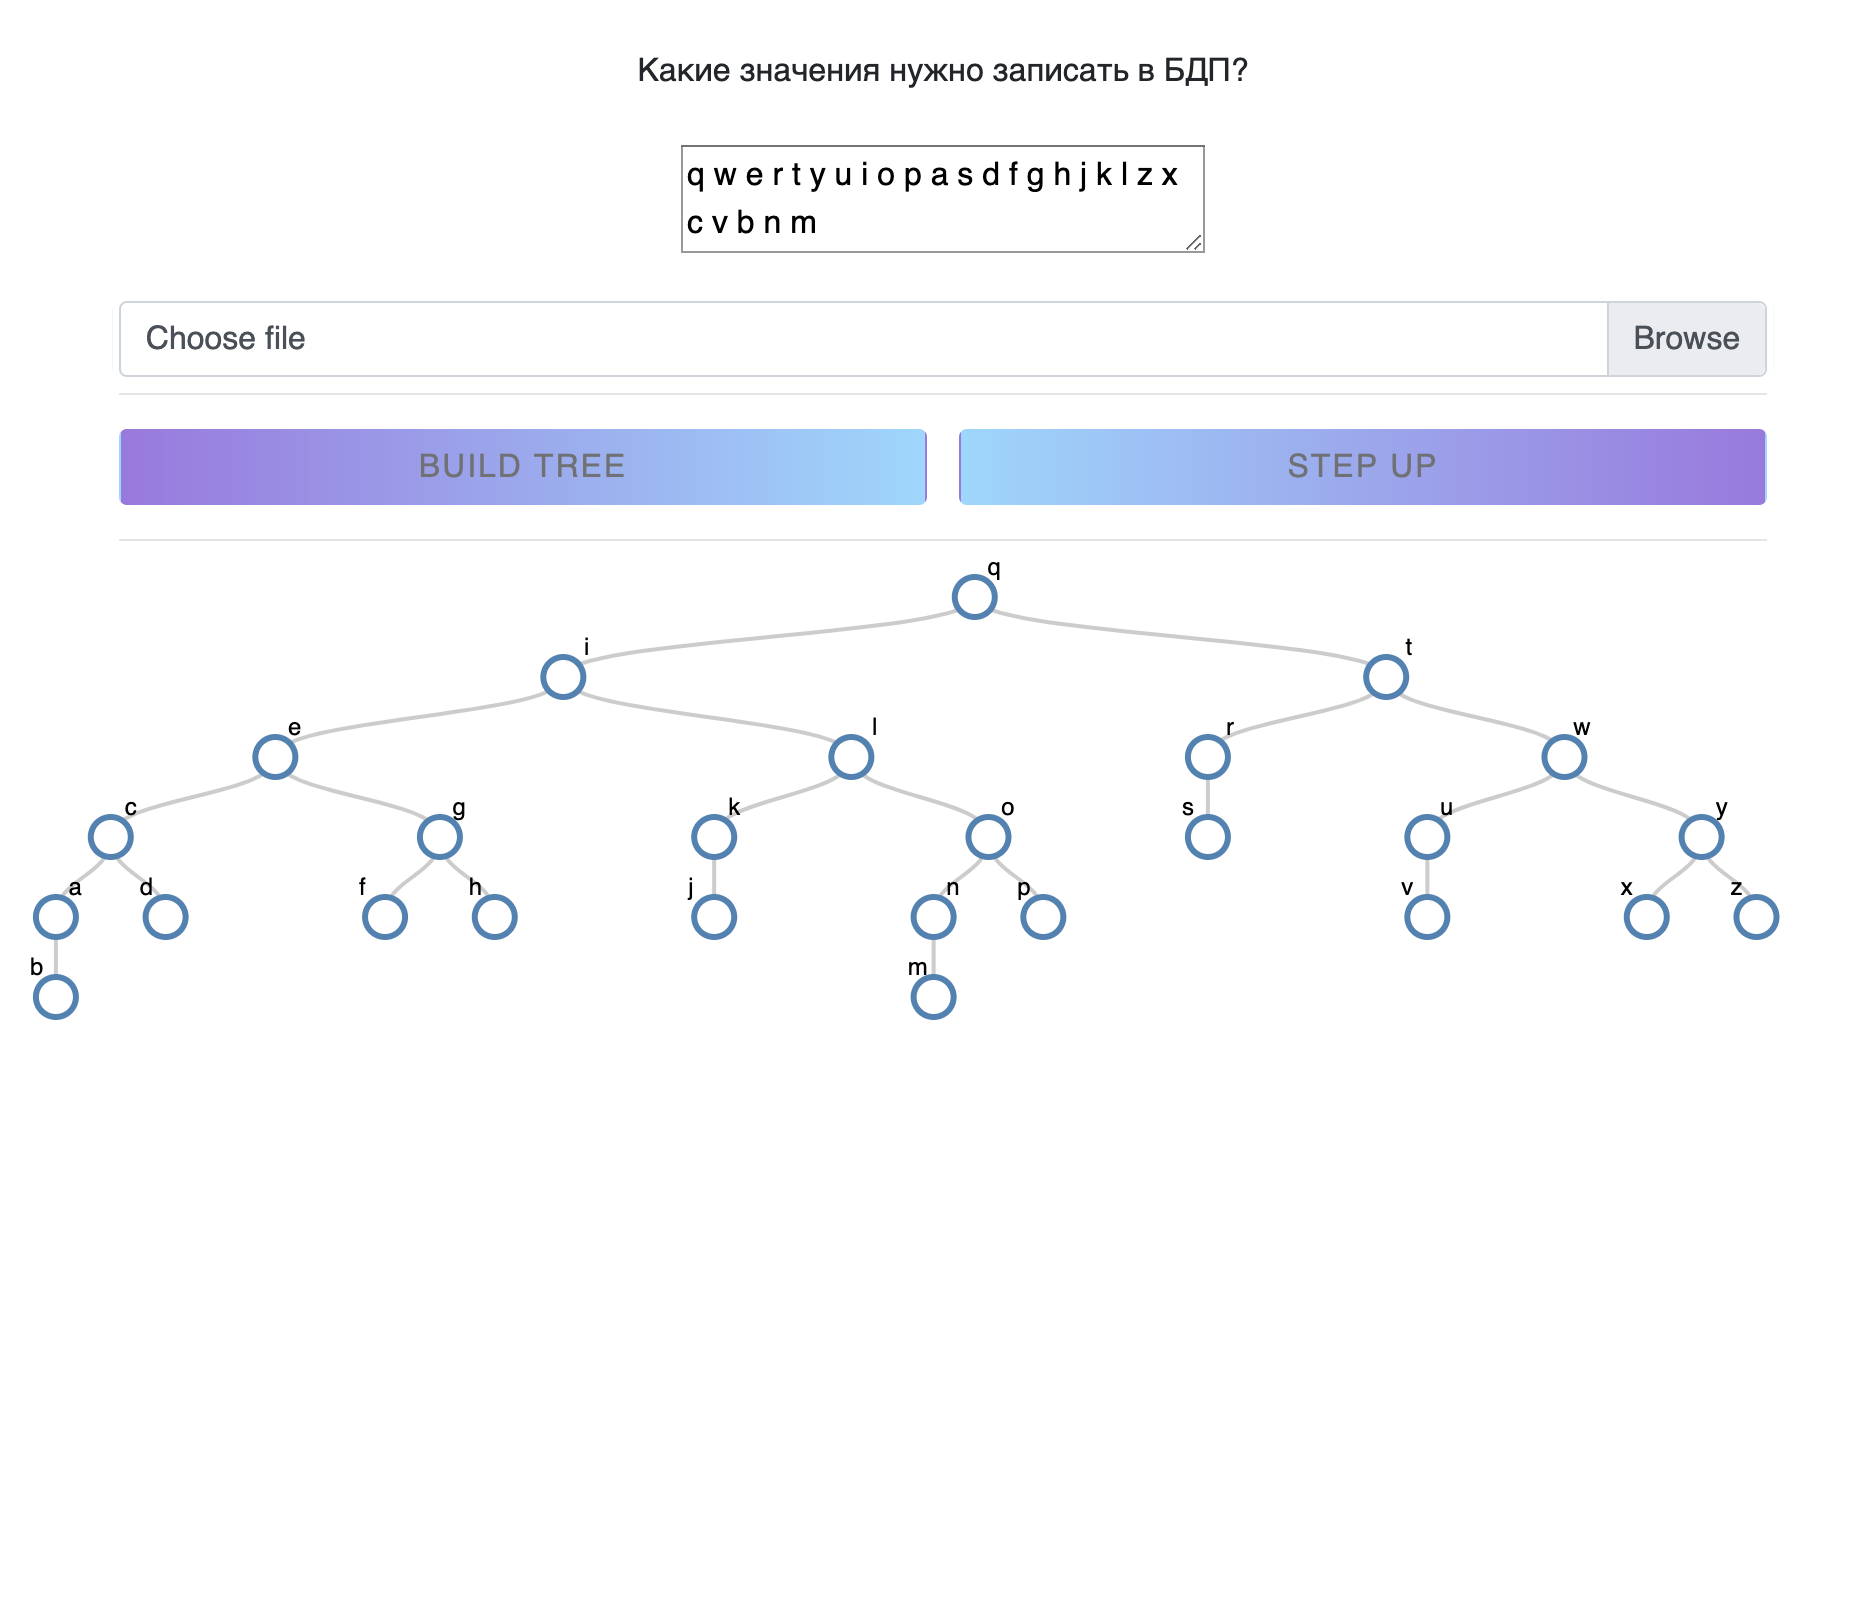 Какие значения нужно записать в БДП?
q w e r t y u i o p a s d f g h j k l z x
c v b n m
Choose file
Browse
BUILD TREE
STEP UP
q
i
t
e
l
r
w
c
g
k
o
s
u
y
a
d
f
h
j
n
p
v
x
z
b
m